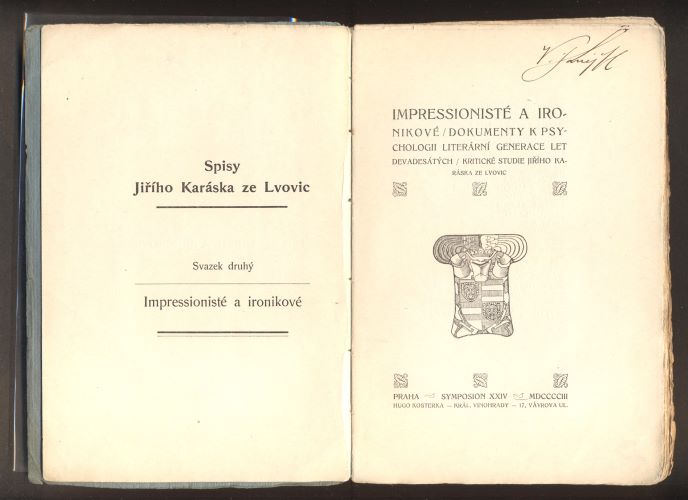 Spisy
Jiřího Karáska ze Lvovic
Svazek druhý
Impressionisté a ironikové
IMPRESSIONISTÉ A IRO-
NIKOVÉ / DOKUMENTY K PSY-
CHOLOGII LITERÁRNÍ GENERACE LET
DEVADESÁTÝCH / KRITICKÉ STUDIE JIŘÍHO KA-
RÁSKA ZE LVOVIC
PRAHA SYMPOSION XXIV MDCCCCIII
HUGO KOSTERKA — KRÁL. VINOHRADY — 17, VÁVROVA UL.